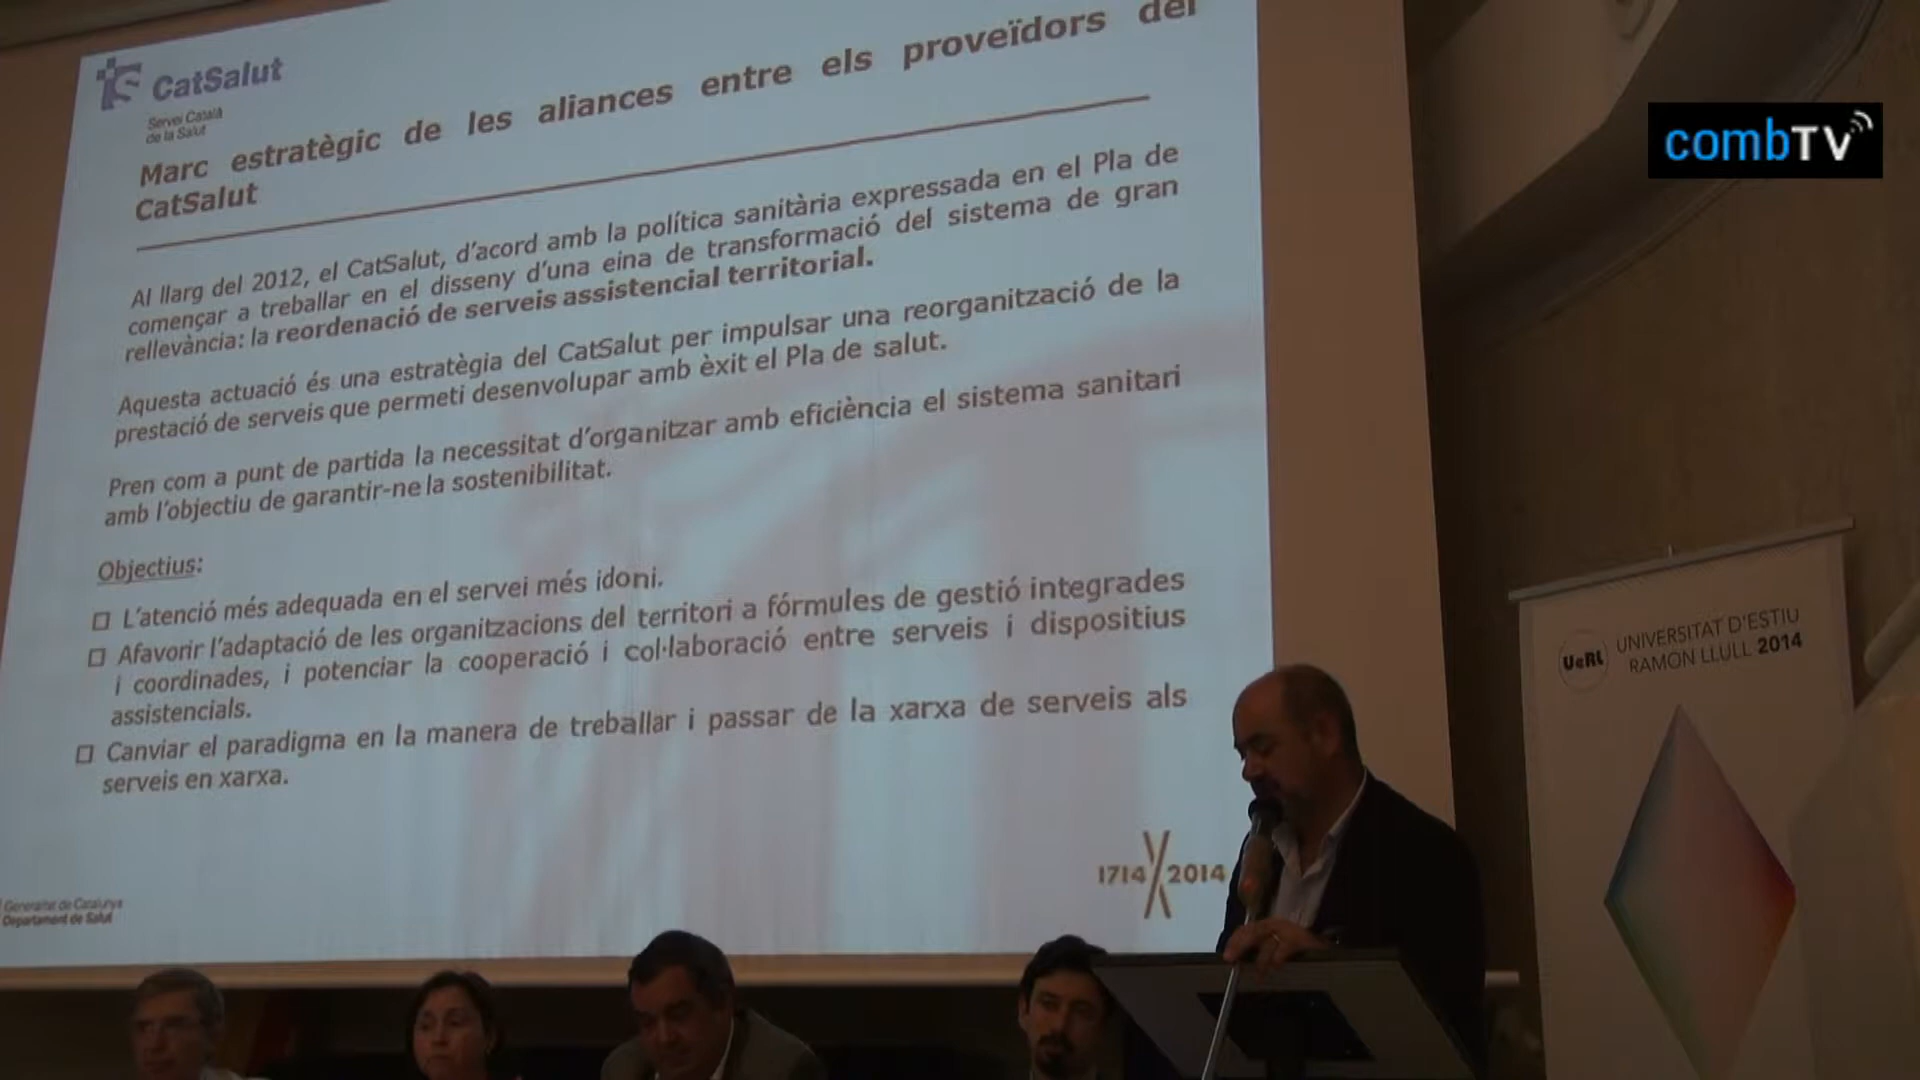 CatSalut
Servei Català
de la Salut
Marc estratègic de les aliances entre els proveïdors del
CatSalut
Al llarg del 2012, el CatSalut, d'acord amb la política sanitària expressada en el Pla de
començar a treballar en el disseny d'una eina de transformació del sistema de gran
rellevància: la reordenació de serveis assistencial territorial.
Aquesta actuació és una estratègia del CatSalut per impulsar una reorganització de la
prestació de serveis que permeti desenvolupar amb èxit el Pla de salut.
Pren com a punt de partida la necessitat d'organitzar amb eficiència el sistema sanitari
amb l'objectiu de garantir-ne la sostenibilitat.
Objectius:
L'atenció més adequada en el servei més idoni.
Afavorir l'adaptació de les organitzacions del territori a fórmules de gestió integrades
i coordinades, i potenciar la cooperació i col·laboració entre serveis i dispositius
assistencials.
Canviar el paradigma en la manera de treballar i passar de la xarxa de serveis als
serveis en xarxa.
1714 2014
Generalitat de Catalunya
Departament de Salut
combTV
UeRL
UNIVERSITAT D'ESTIU
RAMON LLULL 2014